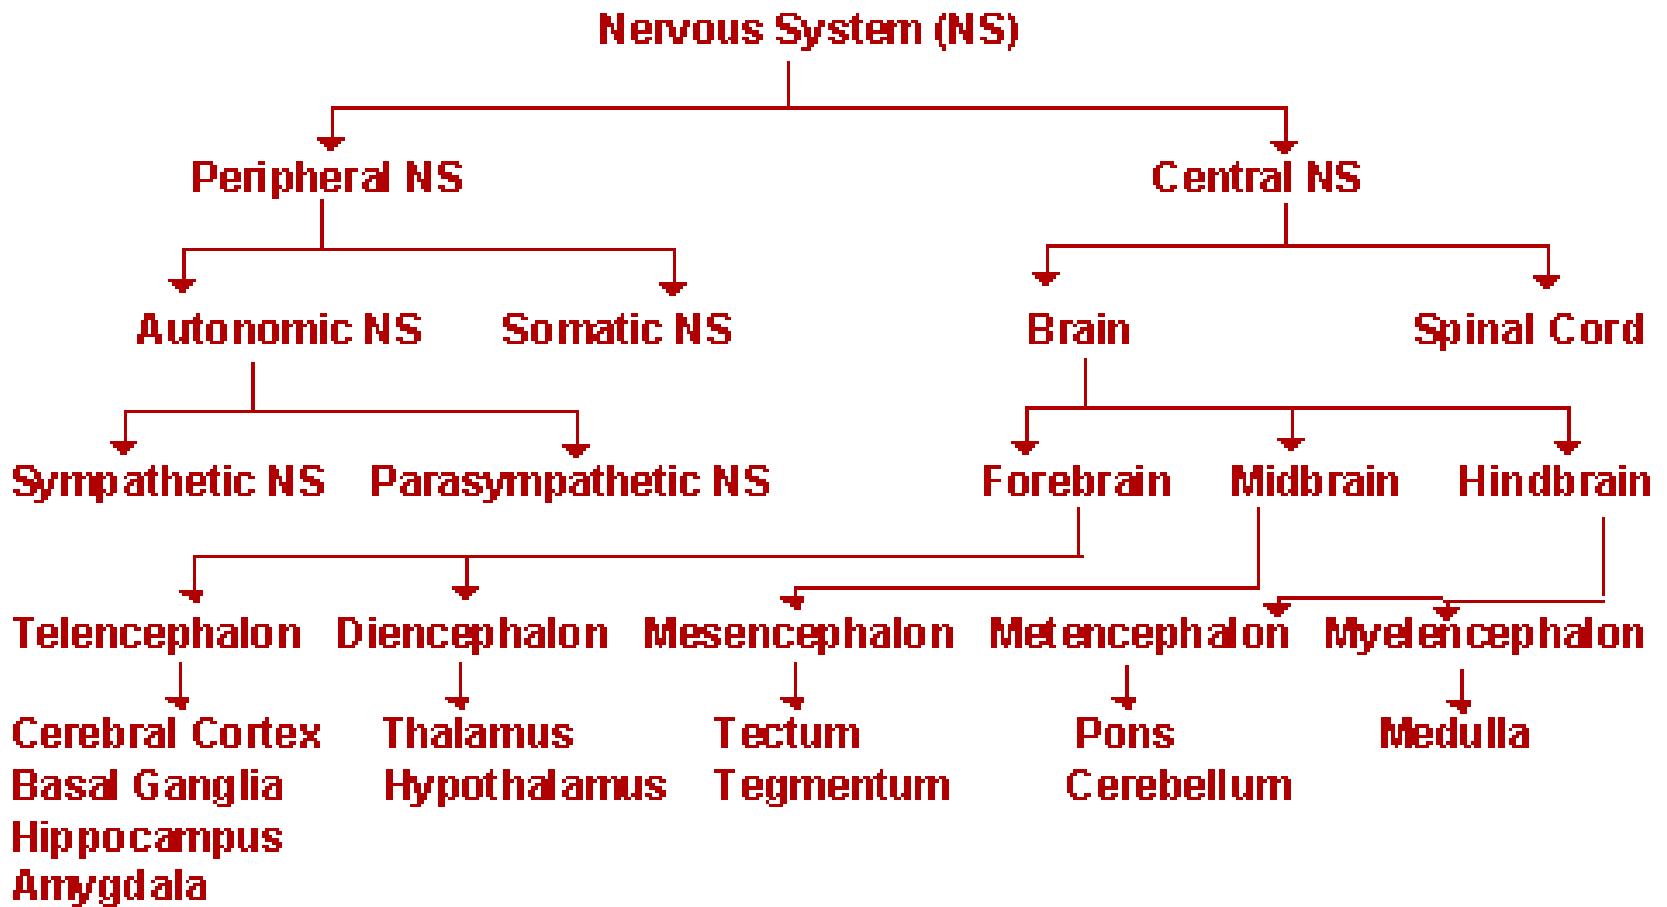 Nervous System (NS)
Peripheral NS Central NS
Autonomic NS Somatic NS Brain Spinal Cord
Sympathetic NS Parasympathetic NS Forebrain Midbrain Hindbrain
Telencephalon Diencephalon Mesencephalon Metencephalon Myelencephalon
Cerebral Cortex Thalamus Tectum Pons Medulla
Basal Ganglia Hypothalamus Tegmentum Cerebellum
Hippocampus
Amygdala